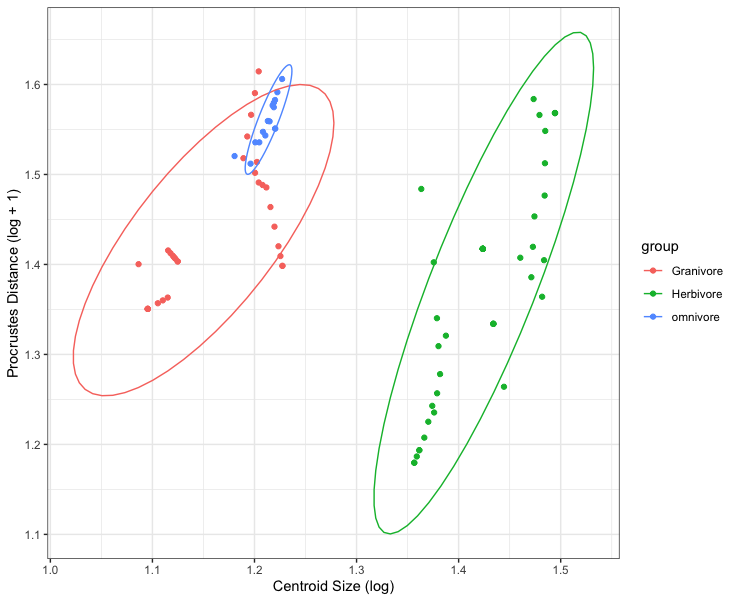 Procrustes Distance (log + 1)
1.6
1.5
1.4
1.3
1.2
1.1
1.0 1.1 1.2 1.3 1.4 1.5
Centroid Size (log)
group
Granivore
Herbivore
omnivore